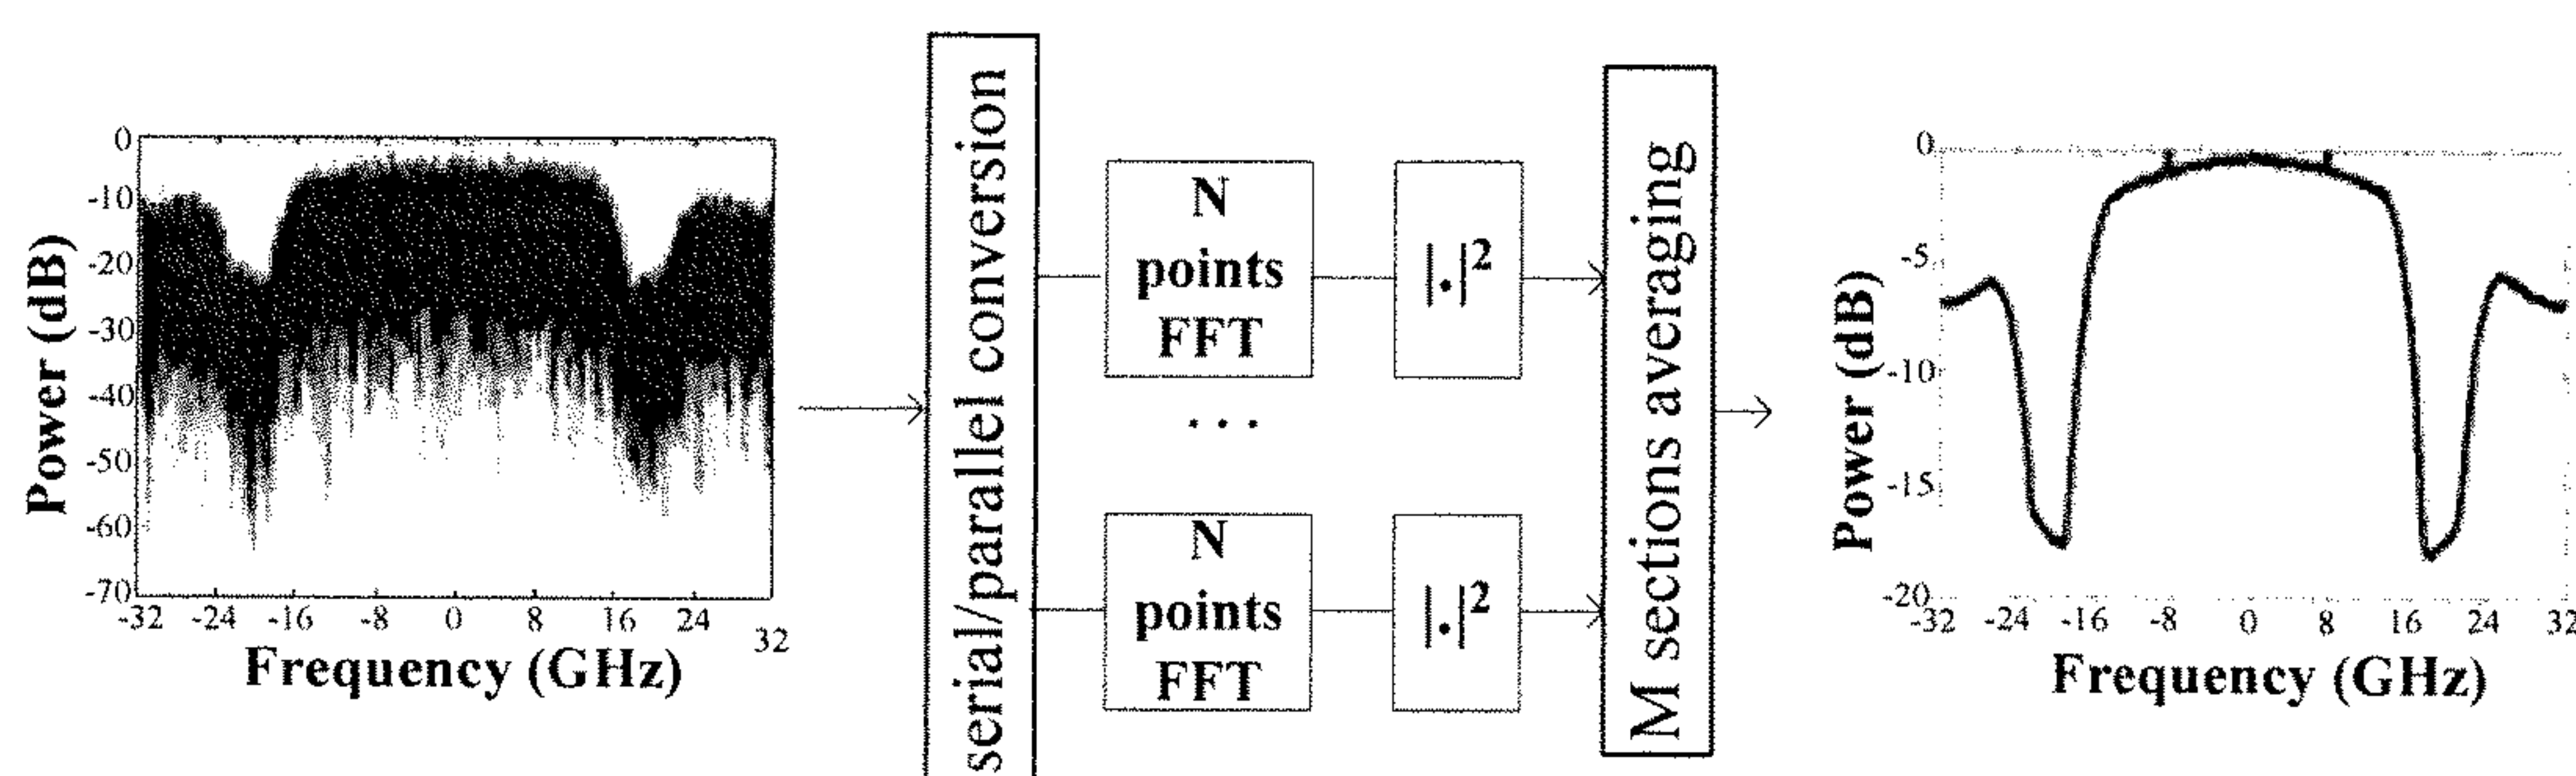 0
-10
-20
-30
-40
-50
-60
-70
-32 -24 -16 -8 0 8 16 24 32
Power (dB)
Frequency (GHz)
serial/parallel conversion
N
points
FFT
|.|²
. . .
N
points
FFT
|.|²
M sections averaging
0
-5
-10
-15
-20
-32 -24 -16 -8 0 8 16 24 32
Power (dB)
Frequency (GHz)